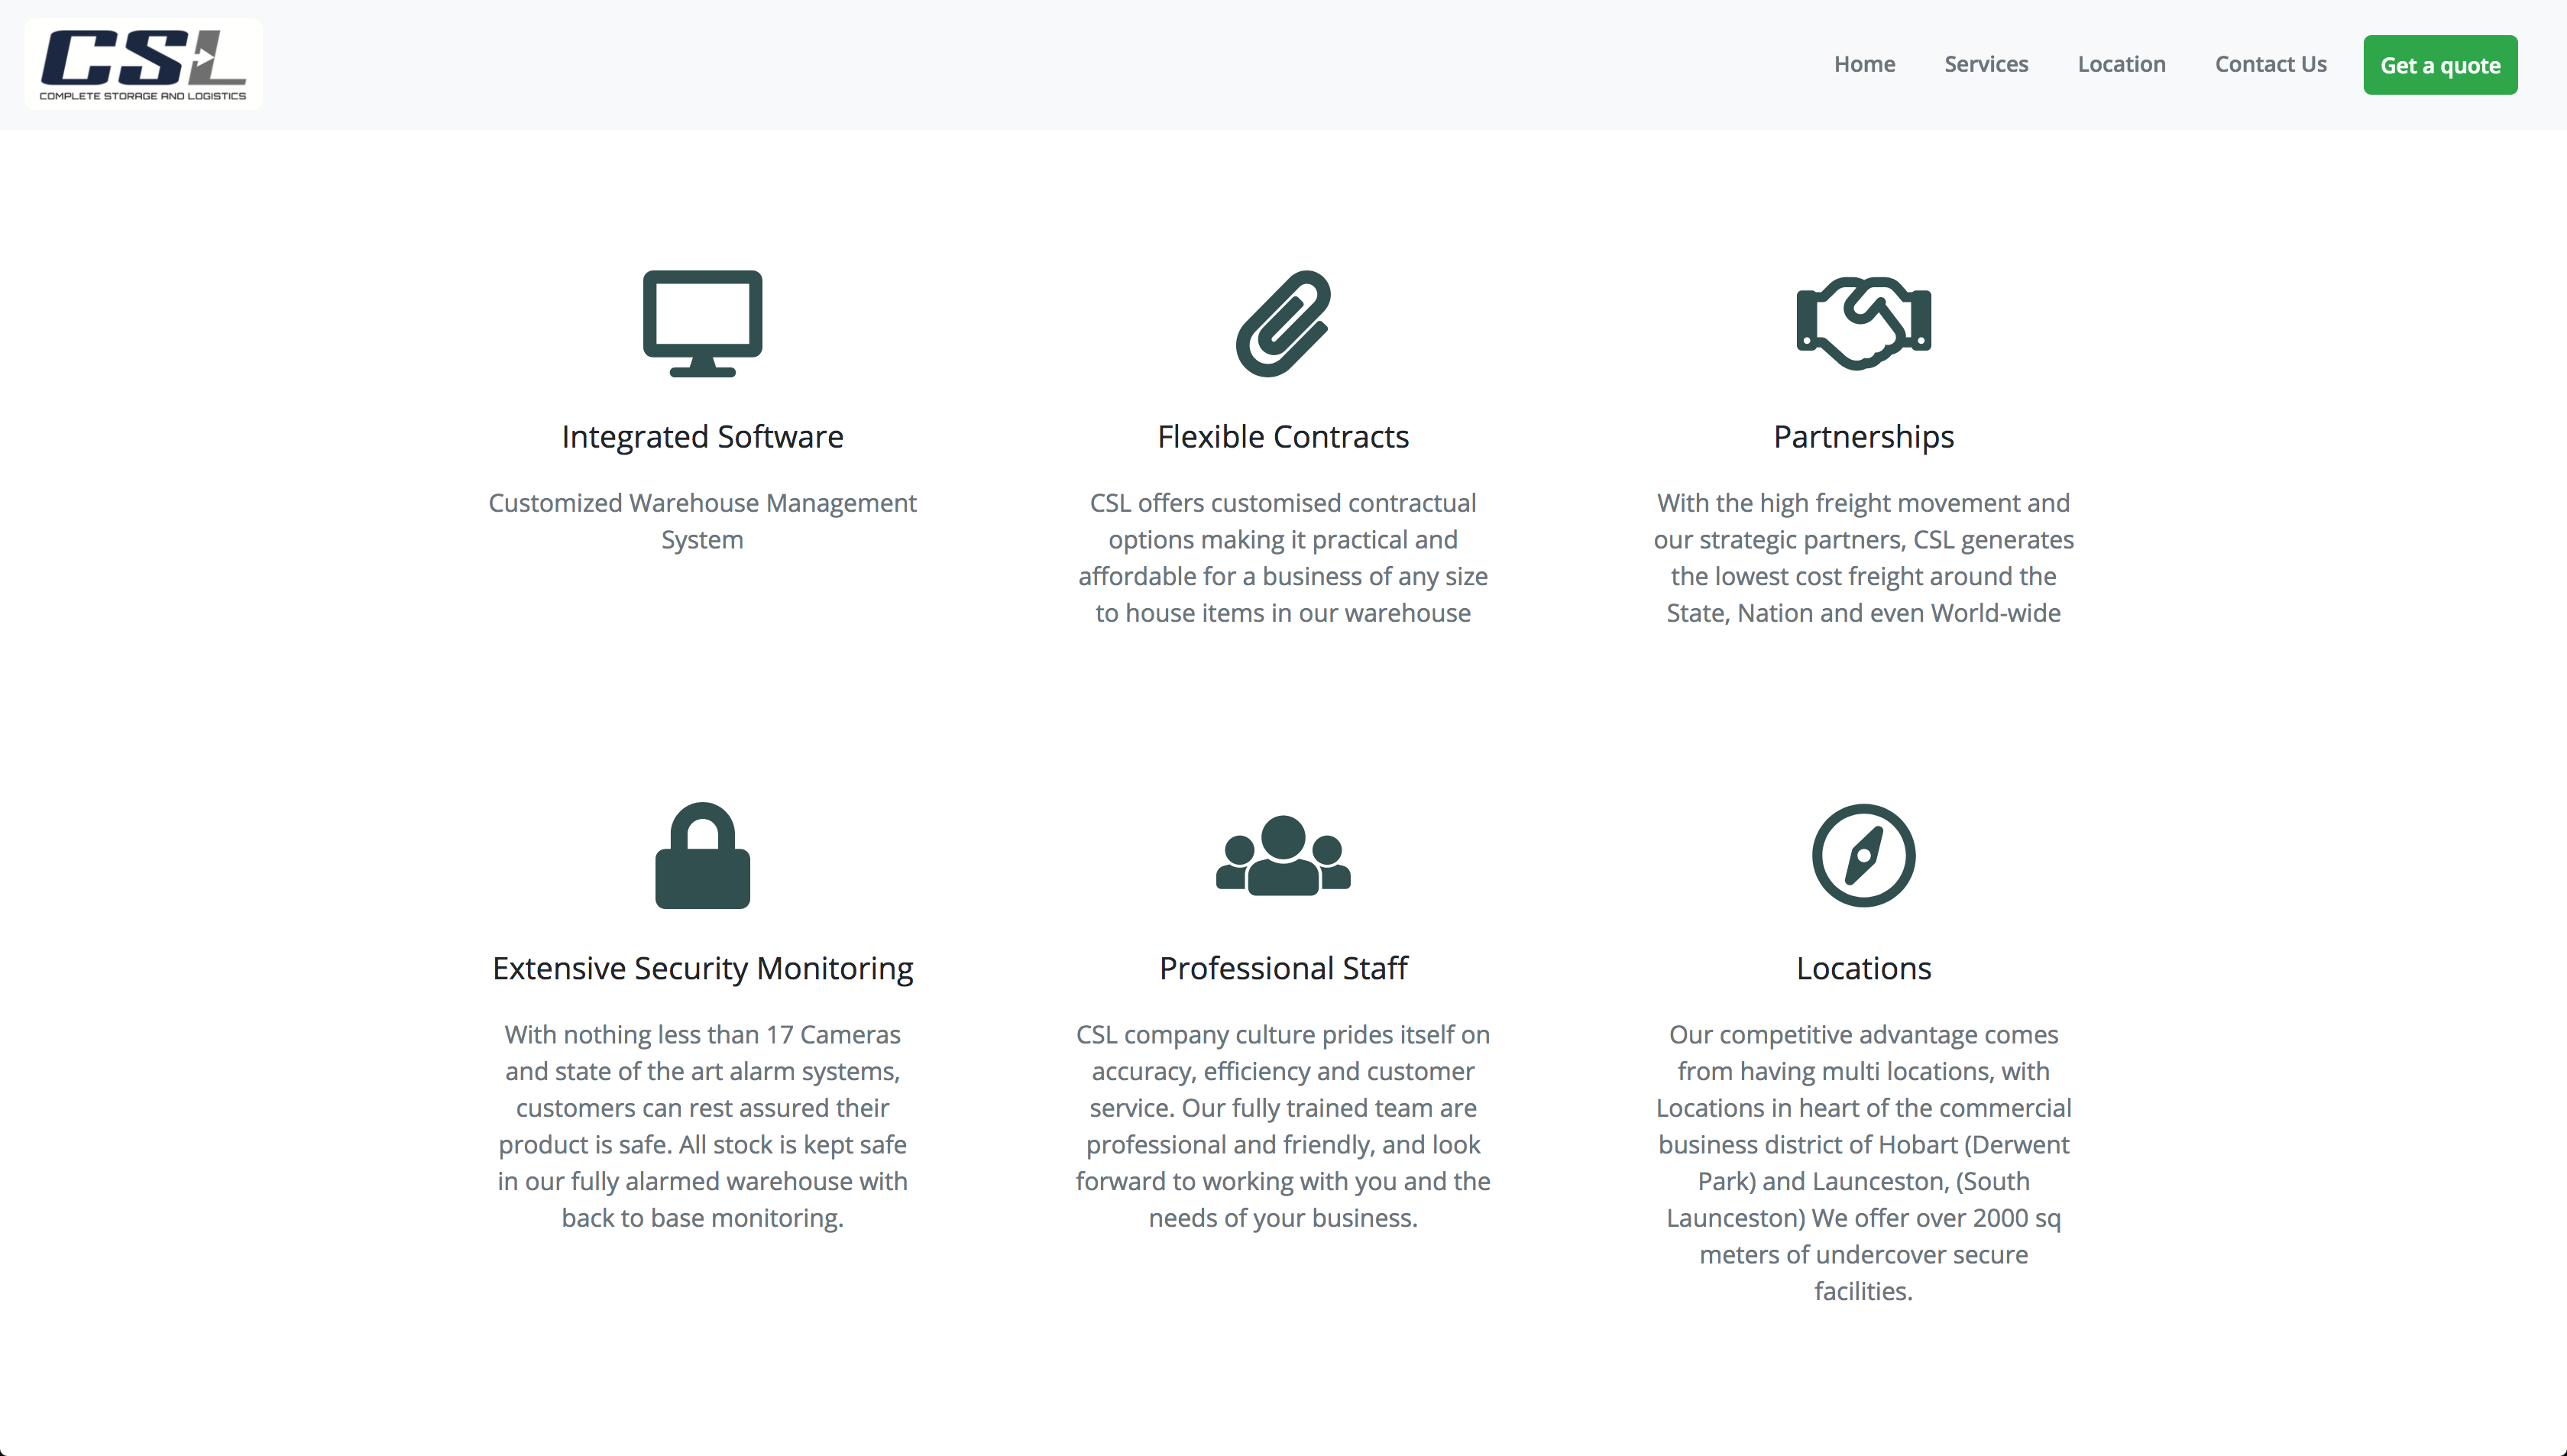 CSL
COMPLETE STORAGE AND LOGISTICS
Home
Services
Location
Contact Us
Get a quote
Integrated Software
Customized Warehouse Management
System
Flexible Contracts
CSL offers customised contractual
options making it practical and
affordable for a business of any size
to house items in our warehouse
Partnerships
With the high freight movement and
our strategic partners, CSL generates
the lowest cost freight around the
State, Nation and even World-wide
Extensive Security Monitoring
With nothing less than 17 Cameras
and state of the art alarm systems,
customers can rest assured their
product is safe. All stock is kept safe
in our fully alarmed warehouse with
back to base monitoring.
Professional Staff
CSL company culture prides itself on
accuracy, efficiency and customer
service. Our fully trained team are
professional and friendly, and look
forward to working with you and the
needs of your business.
Locations
Our competitive advantage comes
from having multi locations, with
Locations in heart of the commercial
business district of Hobart (Derwent
Park) and Launceston, (South
Launceston) We offer over 2000 sq
meters of undercover secure
facilities.